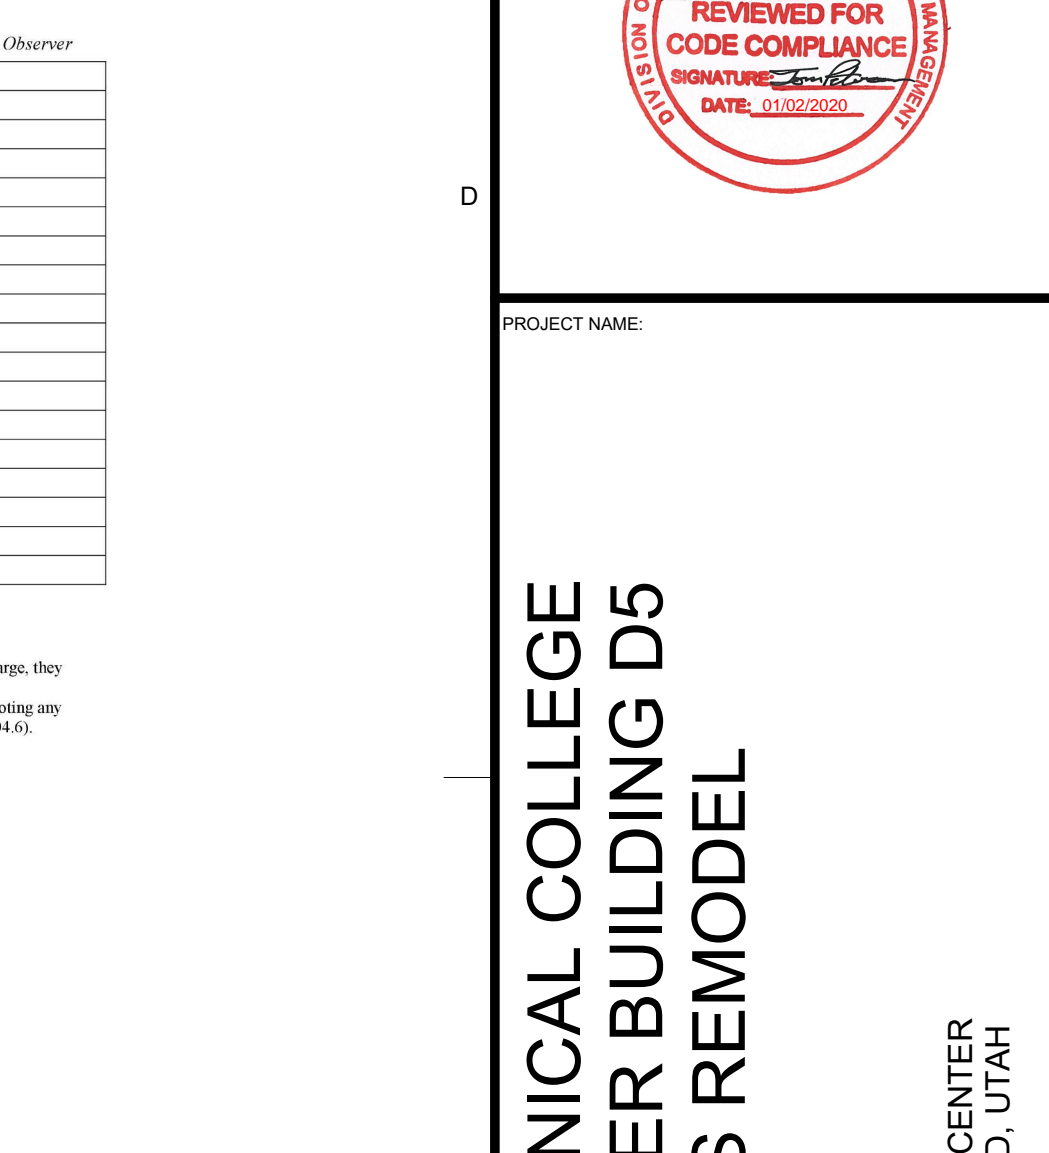 Observer
arge, they
oting any
04.6).
D
DIVISION O
MANAGEMENT
REVIEWED FOR
CODE COMPLIANCE
SIGNATURE:
DATE: 01/02/2020
PROJECT NAME:
NICAL COLLEGE
ER BUILDING D5
S REMODEL
CENTER
D, UTAH